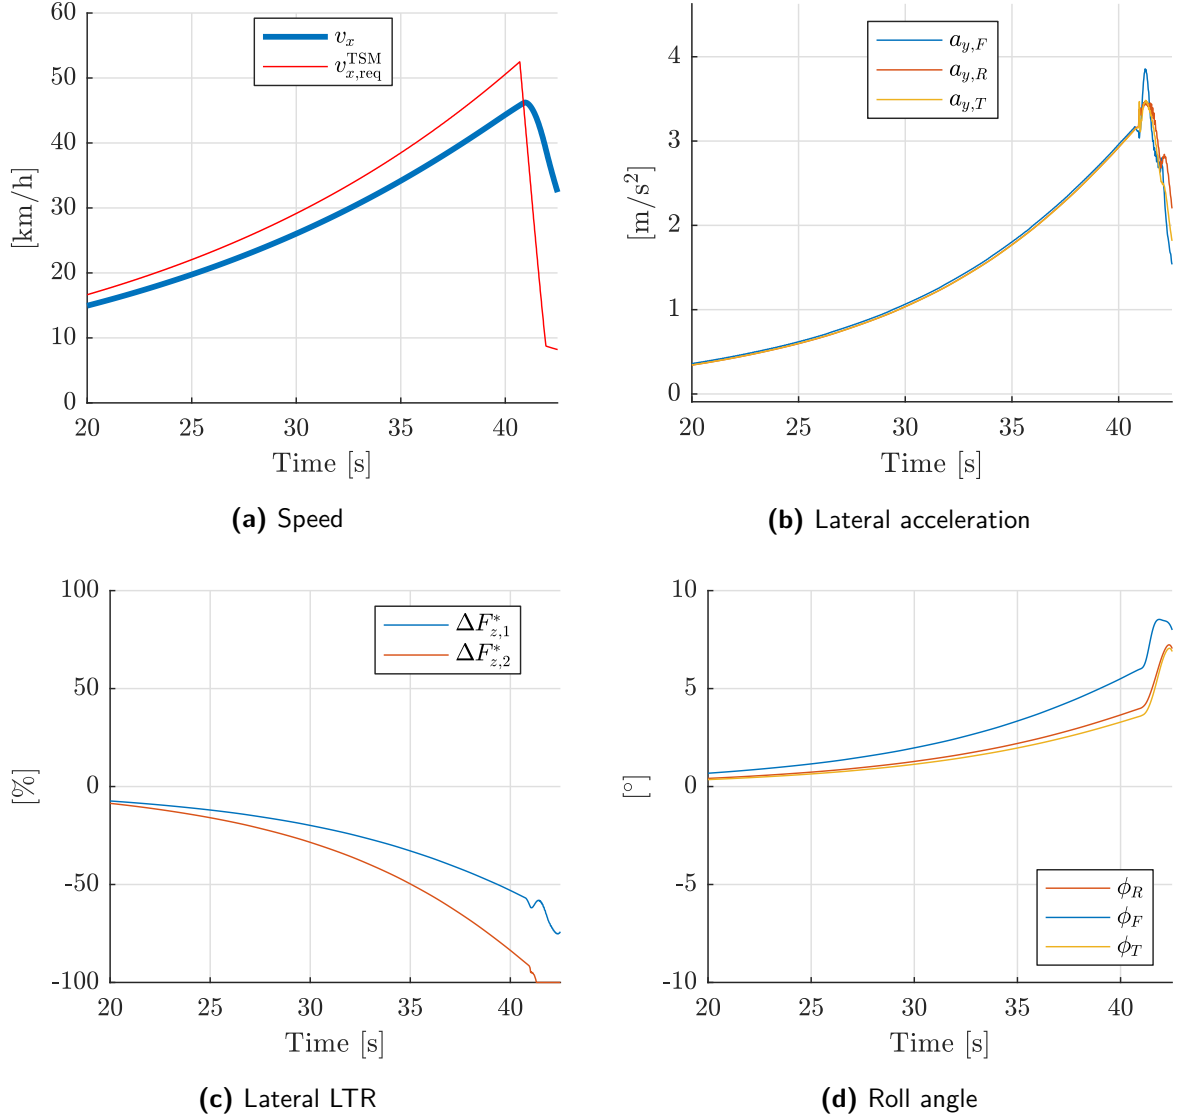 60
50
40
30
20
10
0
[km/h]
v_x
v_{x,req}^{TSM}
20 25 30 35 40
Time [s]
(a) Speed
4
3
2
1
0
[m/s²]
a_{y,F}
a_{y,R}
a_{y,T}
20 25 30 35 40
Time [s]
(b) Lateral acceleration
100
50
0
-50
-100
[%]
ΔF*_{z,1}
ΔF*_{z,2}
20 25 30 35 40
Time [s]
(c) Lateral LTR
10
5
0
-5
-10
[°]
ϕ_R
ϕ_F
ϕ_T
20 25 30 35 40
Time [s]
(d) Roll angle